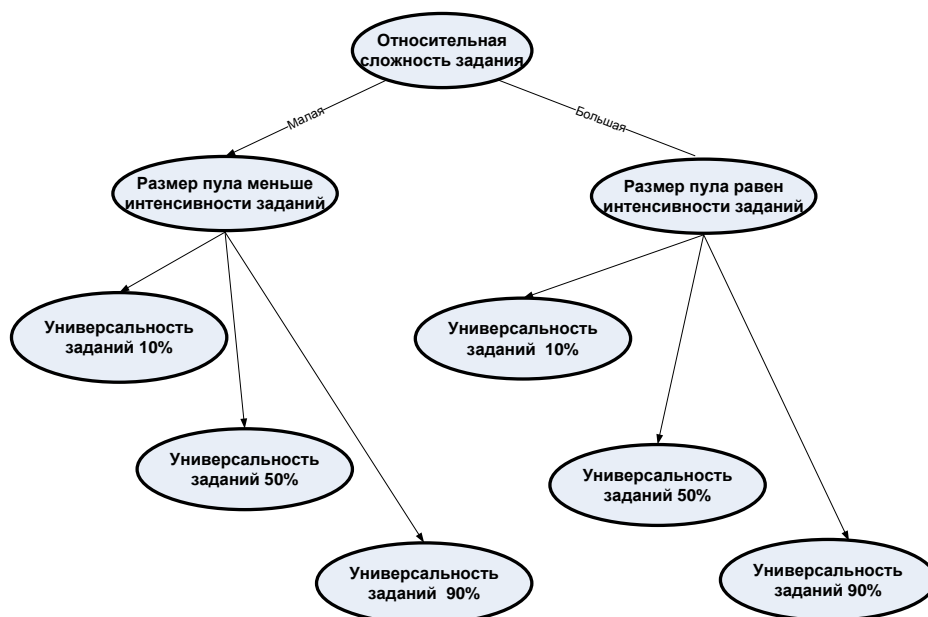 Относительная
сложность задания
Малая
Большая
Размер пула меньше
интенсивности заданий
Размер пула равен
интенсивности заданий
Универсальность
заданий 10%
Универсальность
заданий 10%
Универсальность
заданий 50%
Универсальность
заданий 50%
Универсальность
заданий 90%
Универсальность
заданий 90%